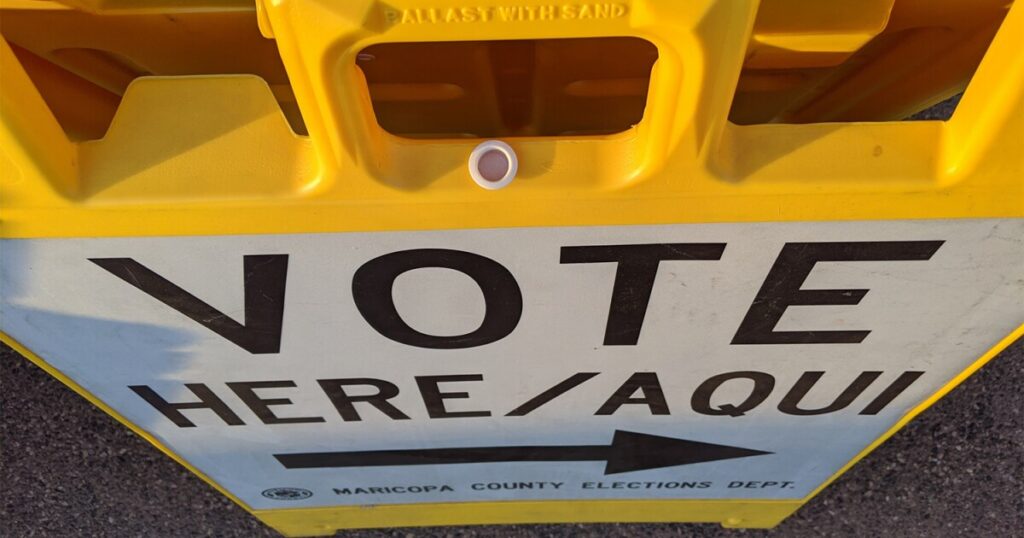 BALLAST WITH SAND
VOTE
HERE/AQUI
MARICOPA COUNTY ELECTIONS DEPT.